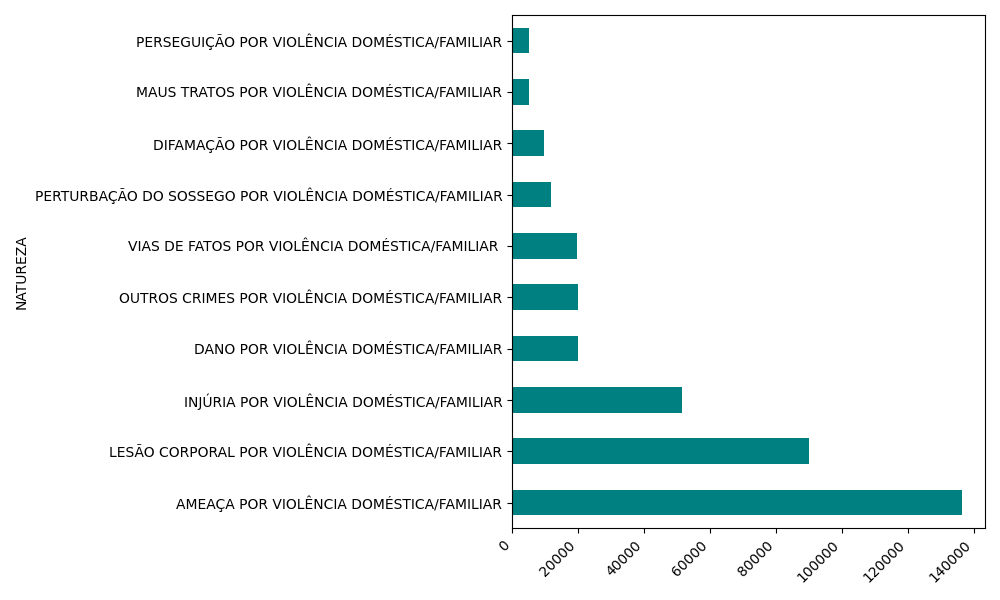 PERSEGUIÇÃO POR VIOLÊNCIA DOMÉSTICA/FAMILIAR
MAUS TRATOS POR VIOLÊNCIA DOMÉSTICA/FAMILIAR
DIFAMAÇÃO POR VIOLÊNCIA DOMÉSTICA/FAMILIAR
PERTURBAÇÃO DO SOSSEGO POR VIOLÊNCIA DOMÉSTICA/FAMILIAR
VIAS DE FATOS POR VIOLÊNCIA DOMÉSTICA/FAMILIAR
OUTROS CRIMES POR VIOLÊNCIA DOMÉSTICA/FAMILIAR
DANO POR VIOLÊNCIA DOMÉSTICA/FAMILIAR
INJÚRIA POR VIOLÊNCIA DOMÉSTICA/FAMILIAR
LESÃO CORPORAL POR VIOLÊNCIA DOMÉSTICA/FAMILIAR
AMEAÇA POR VIOLÊNCIA DOMÉSTICA/FAMILIAR
NATUREZA
0 20000 40000 60000 80000 100000 120000 140000